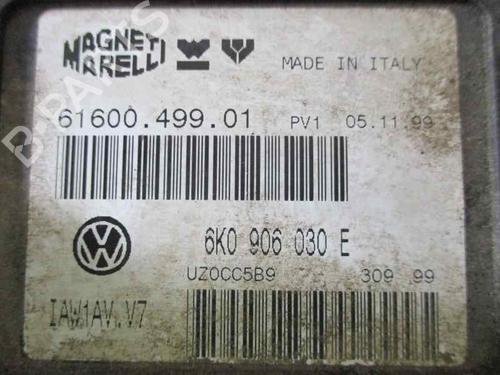 MAGNETI
MARELLI
MADE IN ITALY
61600.499.01
PV1 05.11.99
6K0 906 030 E
UZ0CC5B9
309 99
IAW1AV.V7
B-PARTS